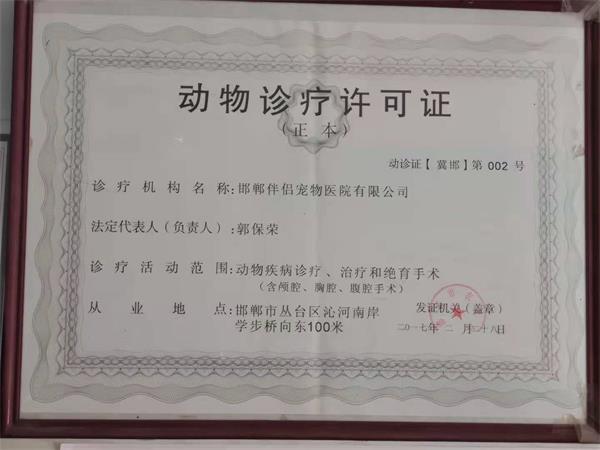 动物诊疗许可证
（正本）
动诊证【冀邯】第 002 号
诊疗机构名称：邯郸伴侣宠物医院有限公司
法定代表人（负责人）：郭保荣
诊疗活动范围：动物疾病诊疗、治疗和绝育手术
（含颅腔、胸腔、腹腔手术）
从业地点：邯郸市丛台区沁河南岸
学步桥向东100米
发证机关（盖章）
二〇一七年 二 月二十八日